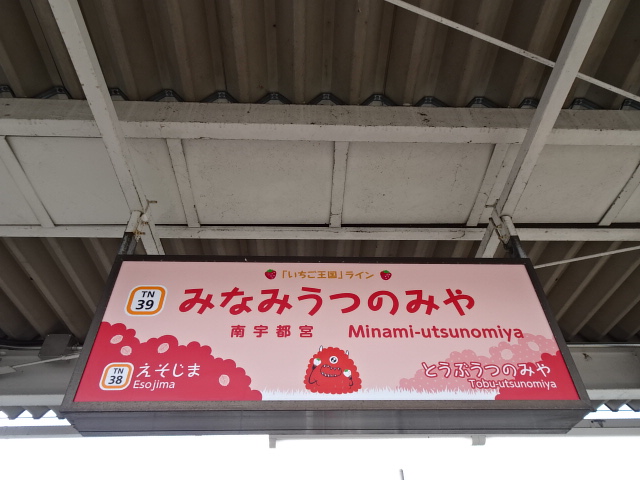 「いちご王国」ライン
TN
39
みなみうつのみや
南宇都宮 Minami-utsunomiya
TN
38
えそじま
Esojima
とうぶうつのみや
Tobu-utsunomiya